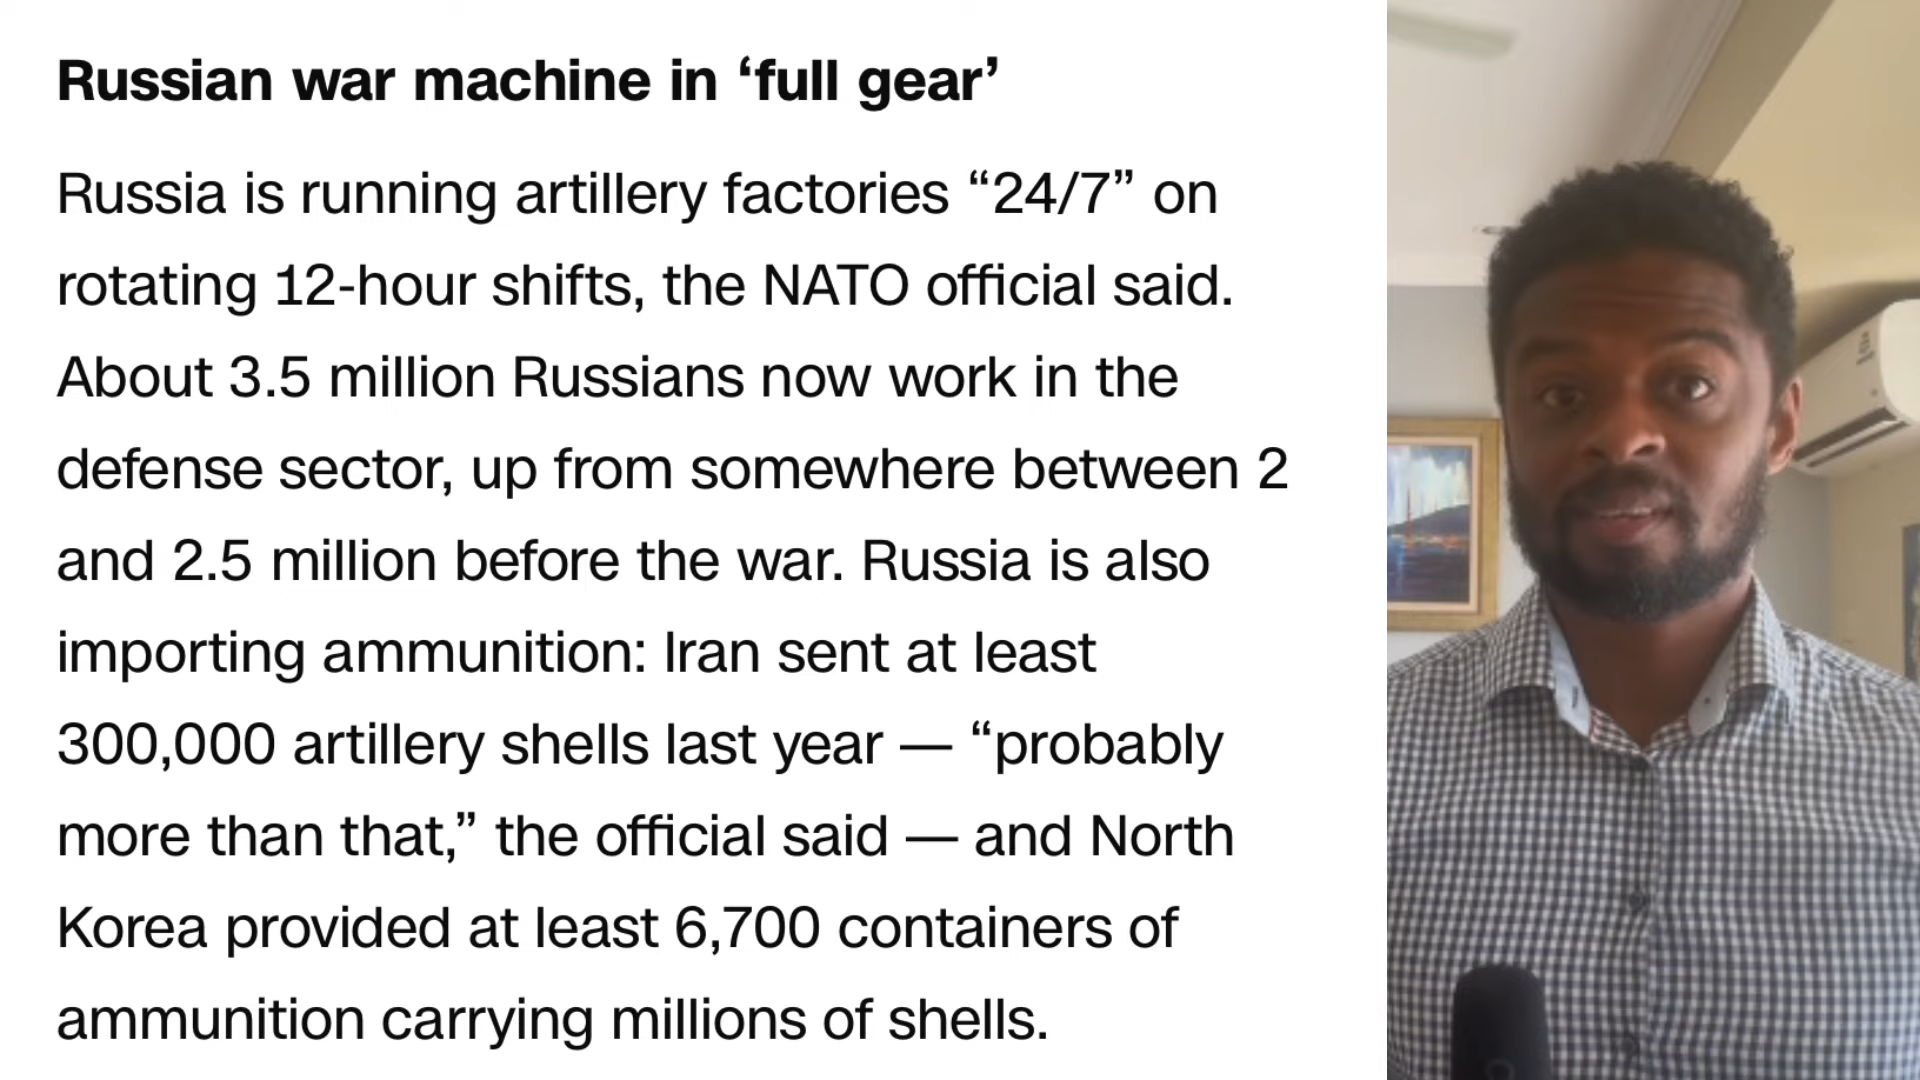 Russian war machine in ‘full gear’
Russia is running artillery factories “24/7” on
rotating 12-hour shifts, the NATO official said.
About 3.5 million Russians now work in the
defense sector, up from somewhere between 2
and 2.5 million before the war. Russia is also
importing ammunition: Iran sent at least
300,000 artillery shells last year — “probably
more than that,” the official said — and North
Korea provided at least 6,700 containers of
ammunition carrying millions of shells.